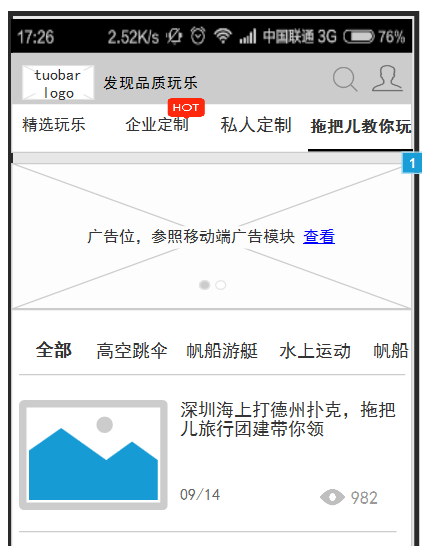 17:26 2.52K/s 中国联通 3G 76%
tuobar
logo
发现品质玩乐
HOT
精选玩乐 企业定制 私人定制 拖把儿教你玩
1
广告位，参照移动端广告模块 查看
全部 高空跳伞 帆船游艇 水上运动 帆船
深圳海上打德州扑克，拖把
儿旅行团建带你领
09/14 982